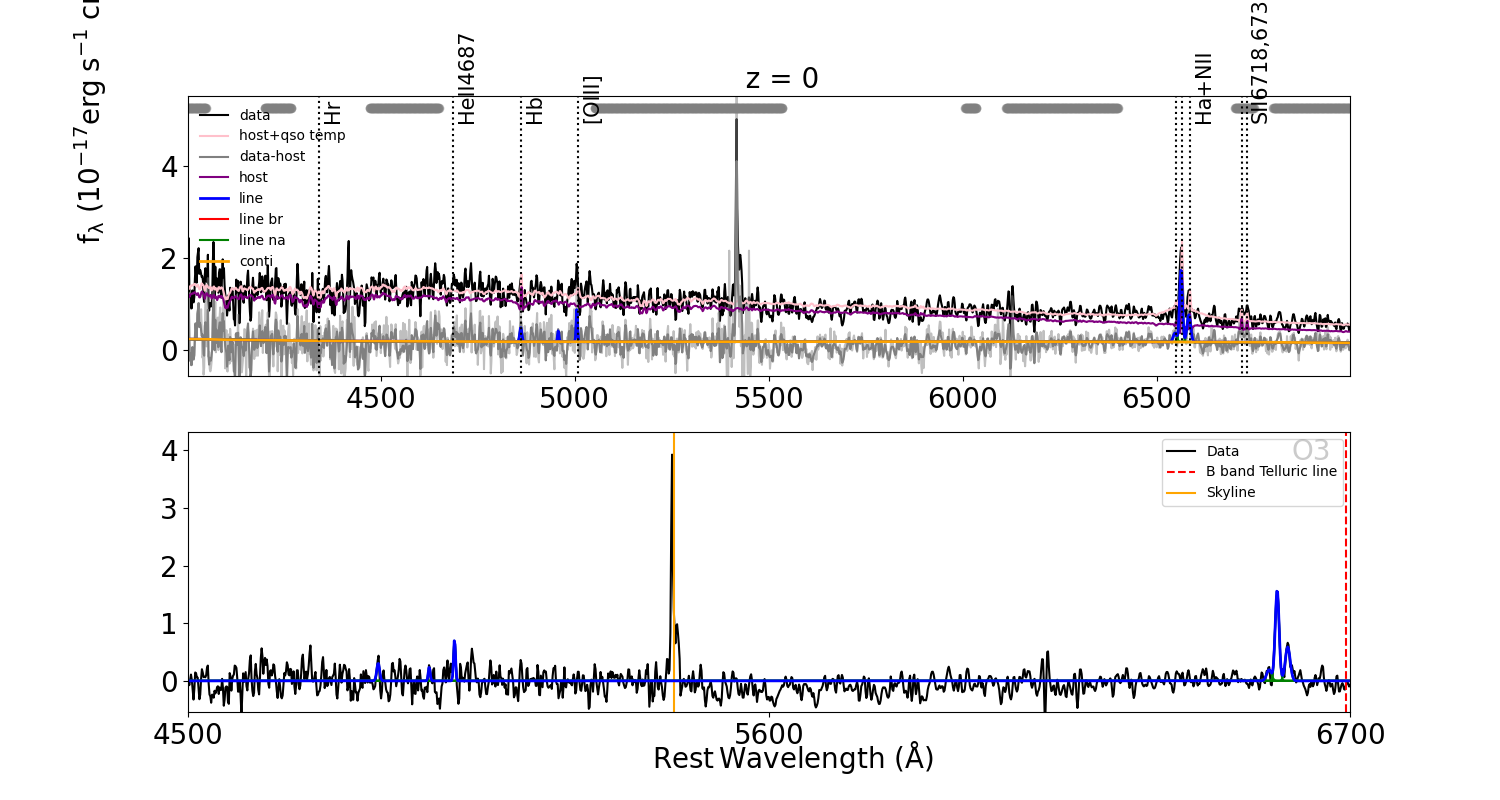 z = 0
fλ (10−17erg s−1 c
Hr
HeII4687
Hb
[OIII]
Ha+NII
SII6718,673
data
host+qso temp
data-host
host
line
line br
line na
conti
4
2
0
4500
5000
5500
6000
6500
O3
Data
B band Telluric line
Skyline
4
3
2
1
0
4500
5600
6700
Rest Wavelength (Å)